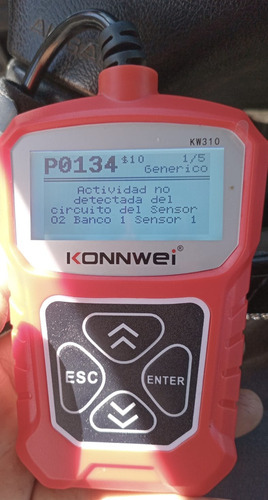 KW310
P0134 $10 1/5
Generico
Actividad no
detectada del
circuito del Sensor
O2 Banco 1 Sensor 1
KONNWEI®
ESC
ENTER